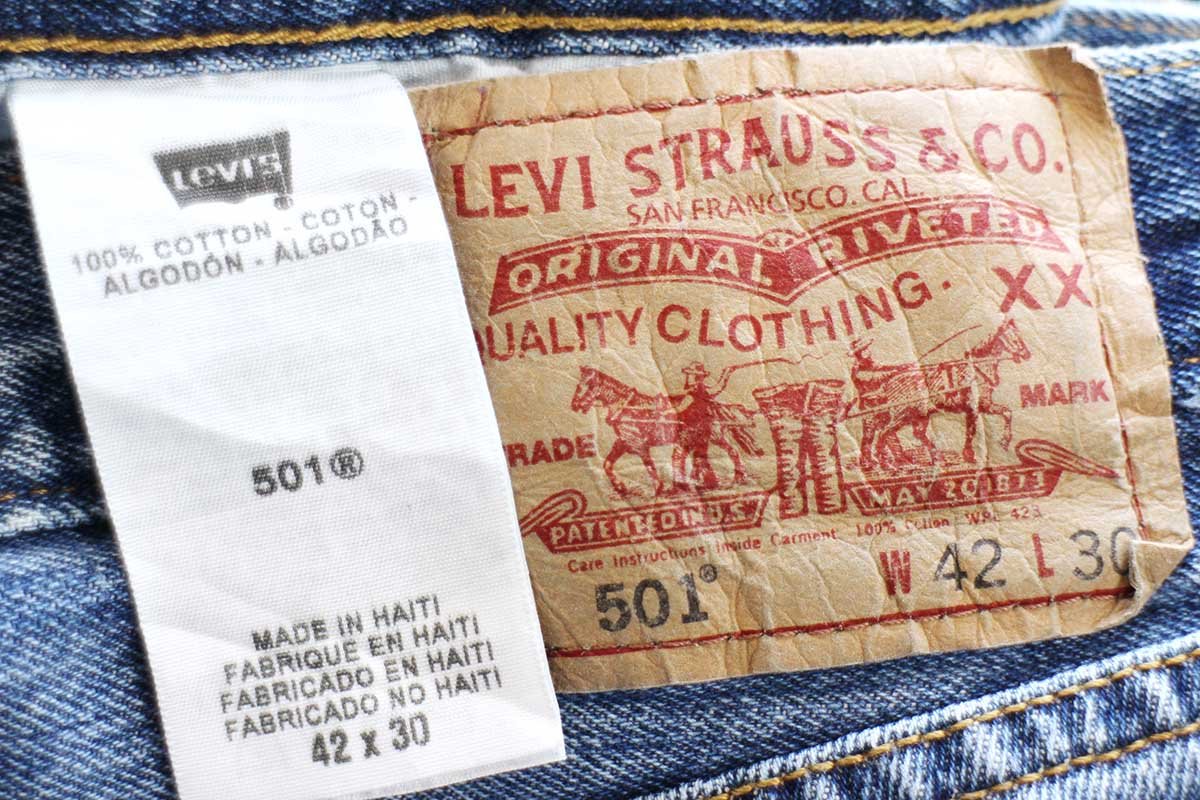 Levi's
100% COTTON - COTON -
ALGODÓN - ALGODÃO
501®
MADE IN HAITI
FABRIQUÉ EN HAITI
FABRICADO EN HAITI
FABRICADO NO HAITI
42 x 30
LEVI STRAUSS & CO.
SAN FRANCISCO. CAL.
ORIGINAL RIVETED
QUALITY CLOTHING. XX
TRADE MARK
PATENTED IN U.S MAY 20 1873
Care Instructions Inside Garment 100% Cotton WPL 423
501® W 42 L 30